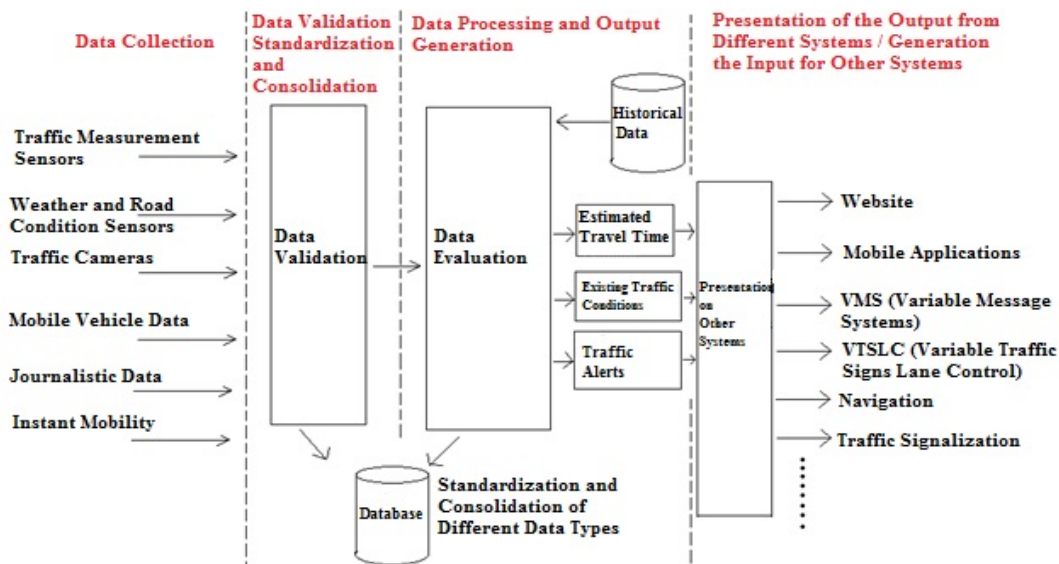 Data Collection
Data Validation
Standardization
and
Consolidation
Data Processing and Output
Generation
Presentation of the Output from
Different Systems / Generation
the Input for Other Systems
Traffic Measurement
Sensors
Weather and Road
Condition Sensors
Traffic Cameras
Mobile Vehicle Data
Journalistic Data
Instant Mobility
Data
Validation
Data
Evaluation
Historical
Data
Estimated
Travel Time
Existing Traffic
Conditions
Traffic
Alerts
Presentation
on
Other
Systems
Website
Mobile Applications
VMS (Variable Message
Systems)
VTSLC (Variable Traffic
Signs Lane Control)
Navigation
Traffic Signalization
Database
Standardization and
Consolidation of
Different Data Types